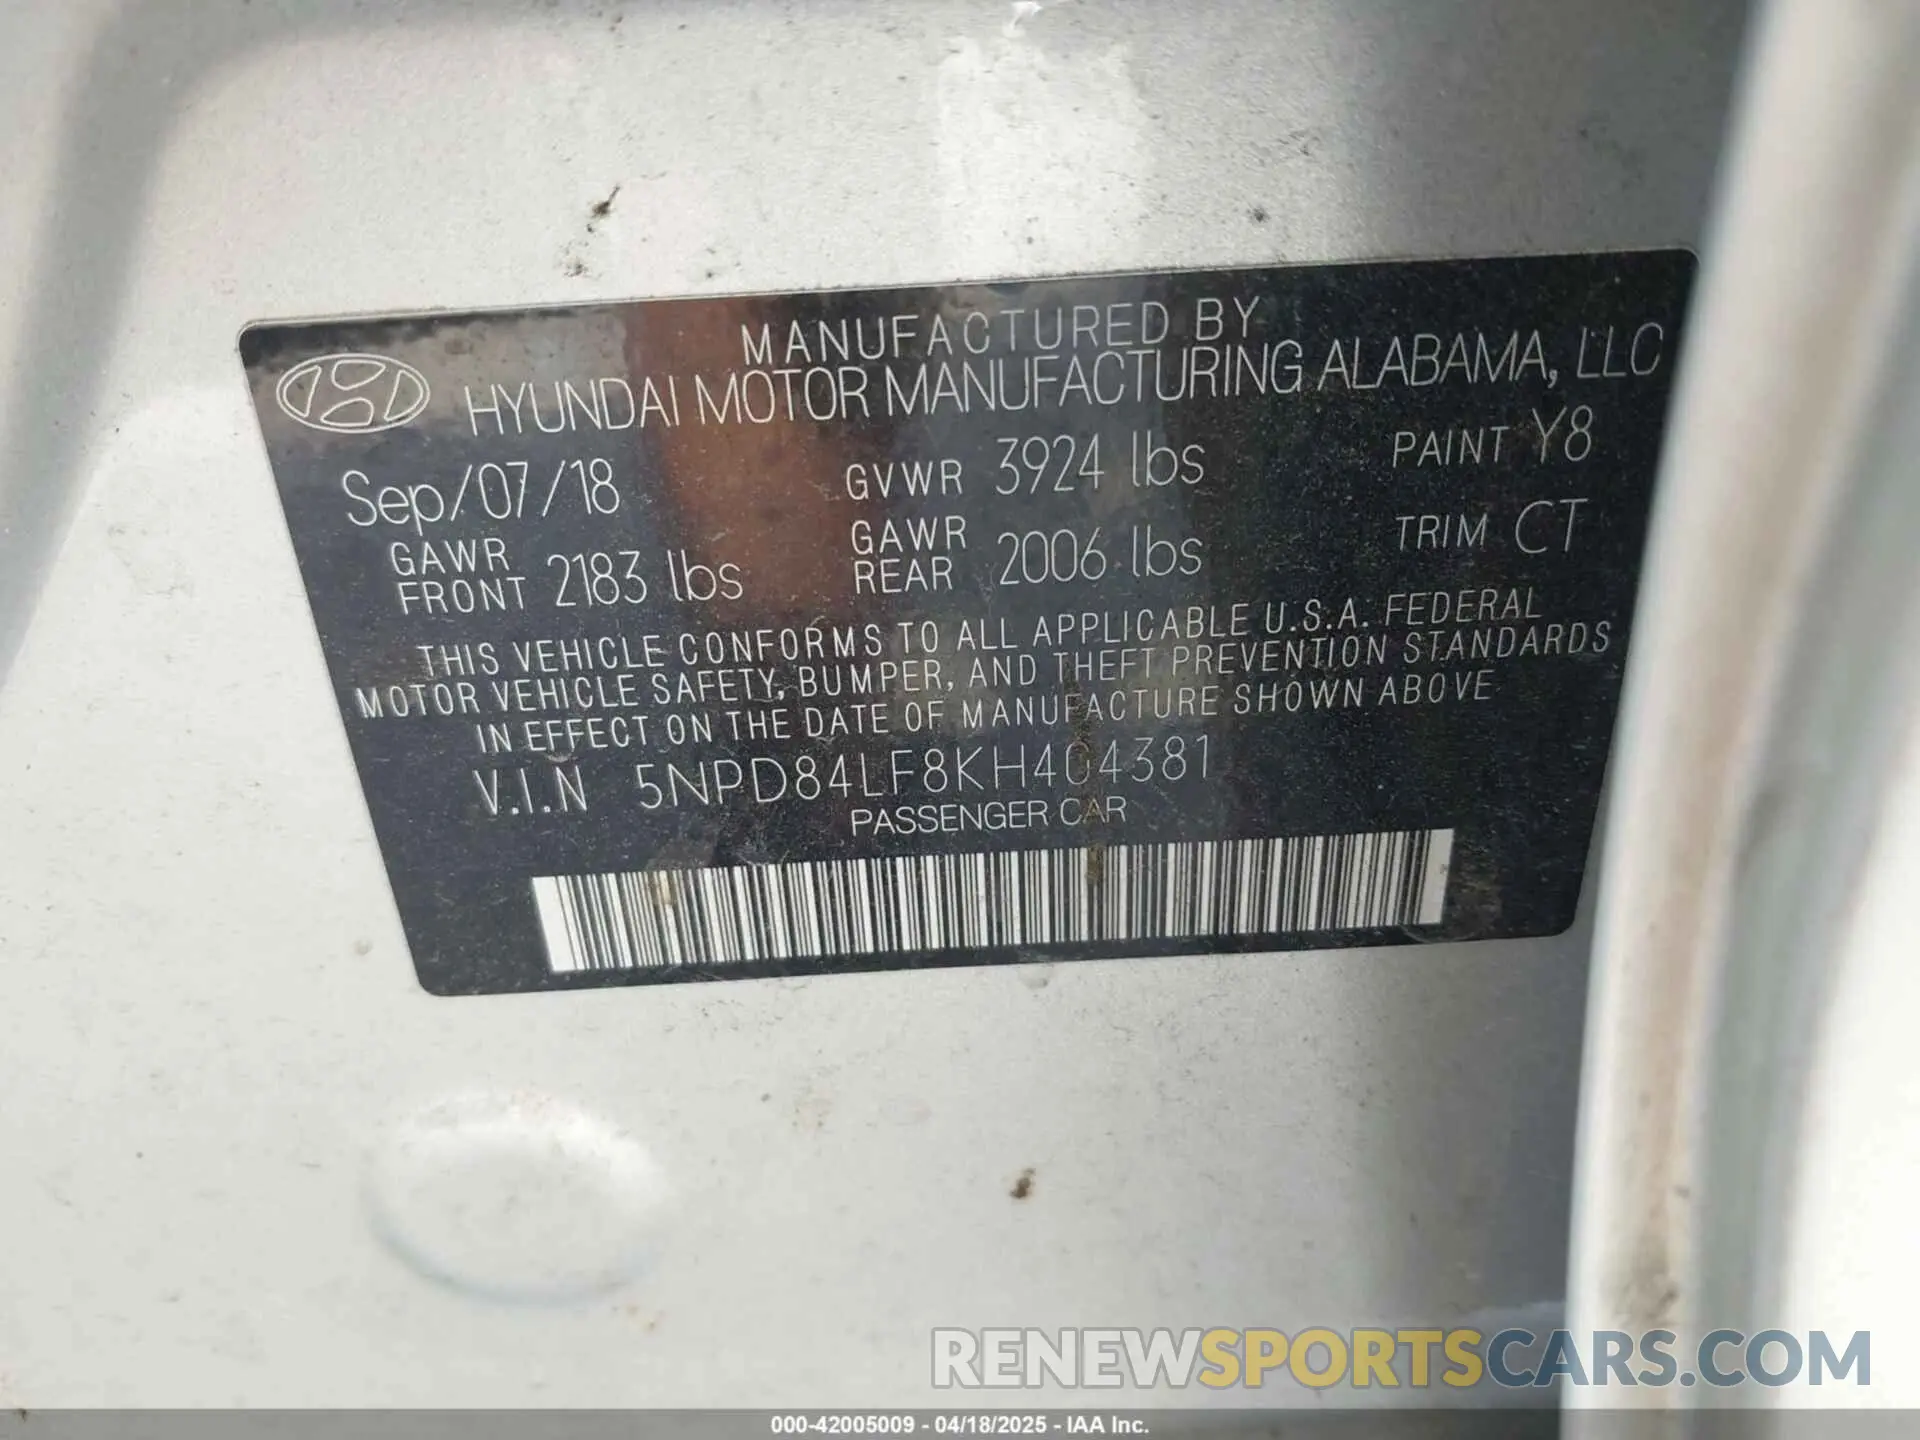 MANUFACTURED BY
HYUNDAI MOTOR MANUFACTURING ALABAMA, LLC
Sep/07/18 GVWR 3924 lbs PAINT Y8
GAWR FRONT 2183 lbs GAWR REAR 2006 lbs TRIM CT
THIS VEHICLE CONFORMS TO ALL APPLICABLE U.S.A. FEDERAL
MOTOR VEHICLE SAFETY, BUMPER, AND THEFT PREVENTION STANDARDS
IN EFFECT ON THE DATE OF MANUFACTURE SHOWN ABOVE
V.I.N 5NPD84LF8KH404381
PASSENGER CAR
RENEWSPORTSCARS.COM
000-42005009 - 04/18/2025 - IAA Inc.